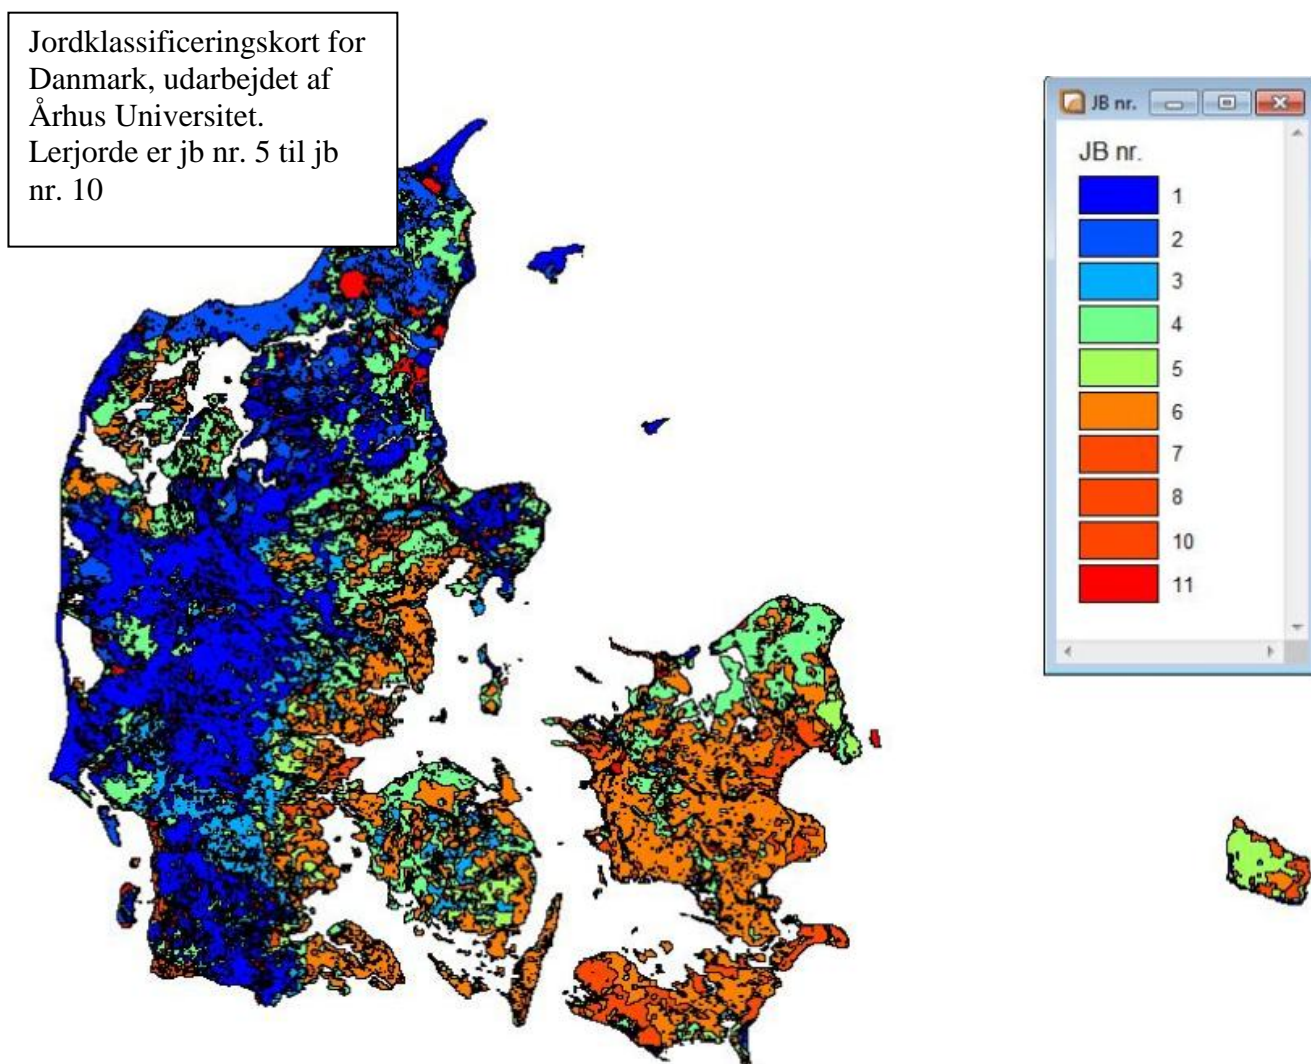 Jordklassificeringskort for
Danmark, udarbejdet af
Århus Universitet.
Lerjorde er jb nr. 5 til jb
nr. 10
JB nr.
JB nr.
1
2
3
4
5
6
7
8
10
11